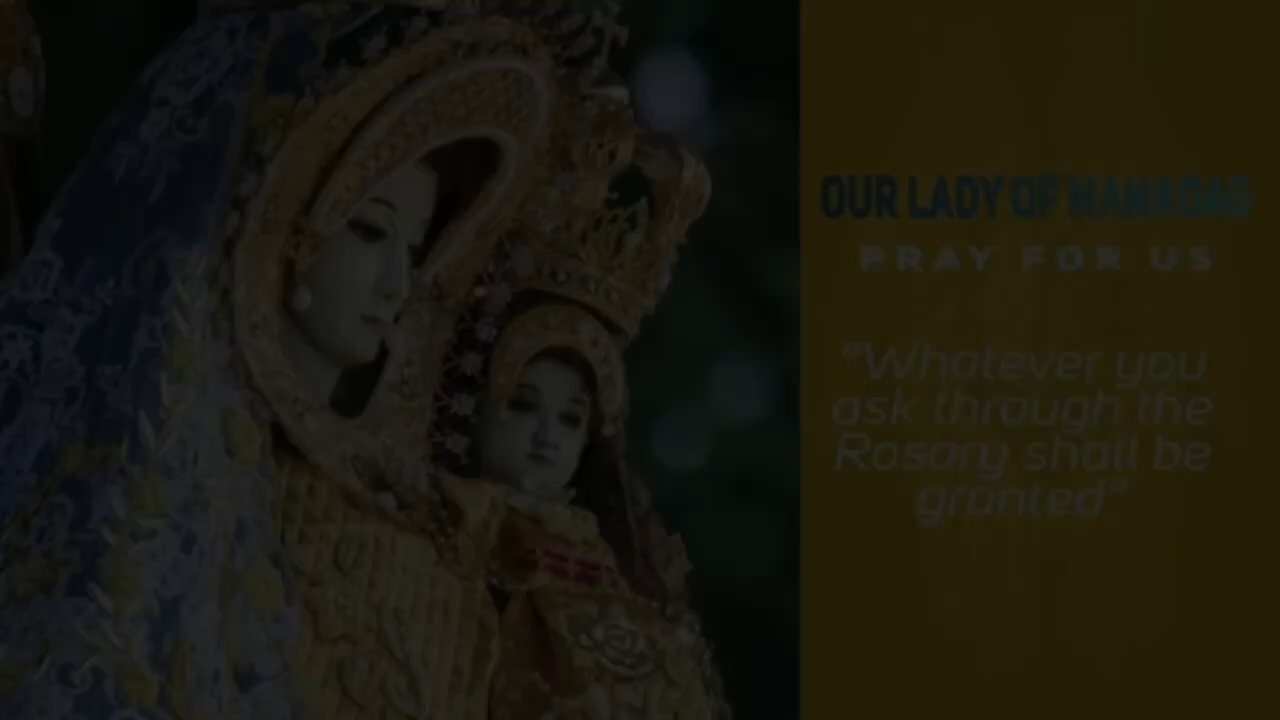 OUR LADY OF MANAOAG
PRAY FOR US
"Whatever you
ask through the
Rosary shall be
granted"